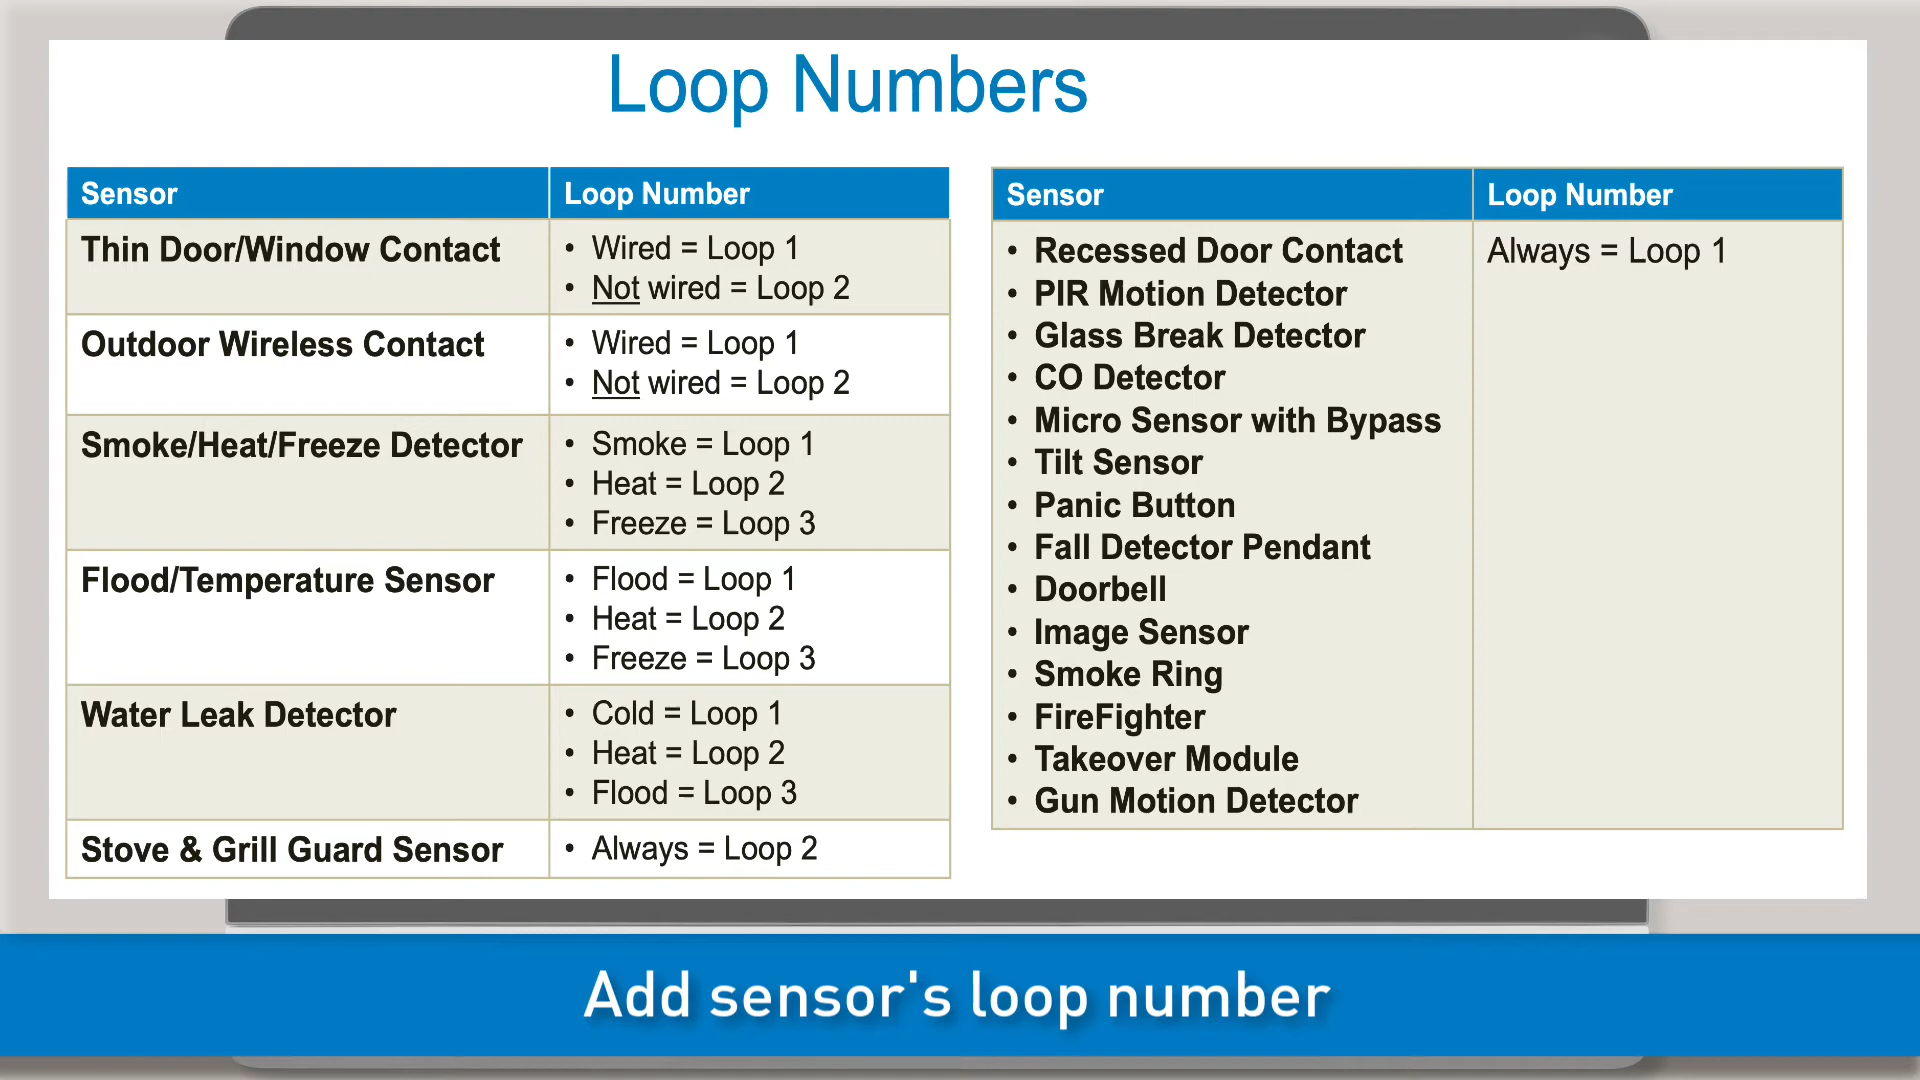 Loop Numbers
Sensor
Loop Number
Thin Door/Window Contact
• Wired = Loop 1
• Not wired = Loop 2
Outdoor Wireless Contact
• Wired = Loop 1
• Not wired = Loop 2
Smoke/Heat/Freeze Detector
• Smoke = Loop 1
• Heat = Loop 2
• Freeze = Loop 3
Flood/Temperature Sensor
• Flood = Loop 1
• Heat = Loop 2
• Freeze = Loop 3
Water Leak Detector
• Cold = Loop 1
• Heat = Loop 2
• Flood = Loop 3
Stove & Grill Guard Sensor
• Always = Loop 2
Sensor
Loop Number
• Recessed Door Contact
• PIR Motion Detector
• Glass Break Detector
• CO Detector
• Micro Sensor with Bypass
• Tilt Sensor
• Panic Button
• Fall Detector Pendant
• Doorbell
• Image Sensor
• Smoke Ring
• FireFighter
• Takeover Module
• Gun Motion Detector
Always = Loop 1
Add sensor's loop number